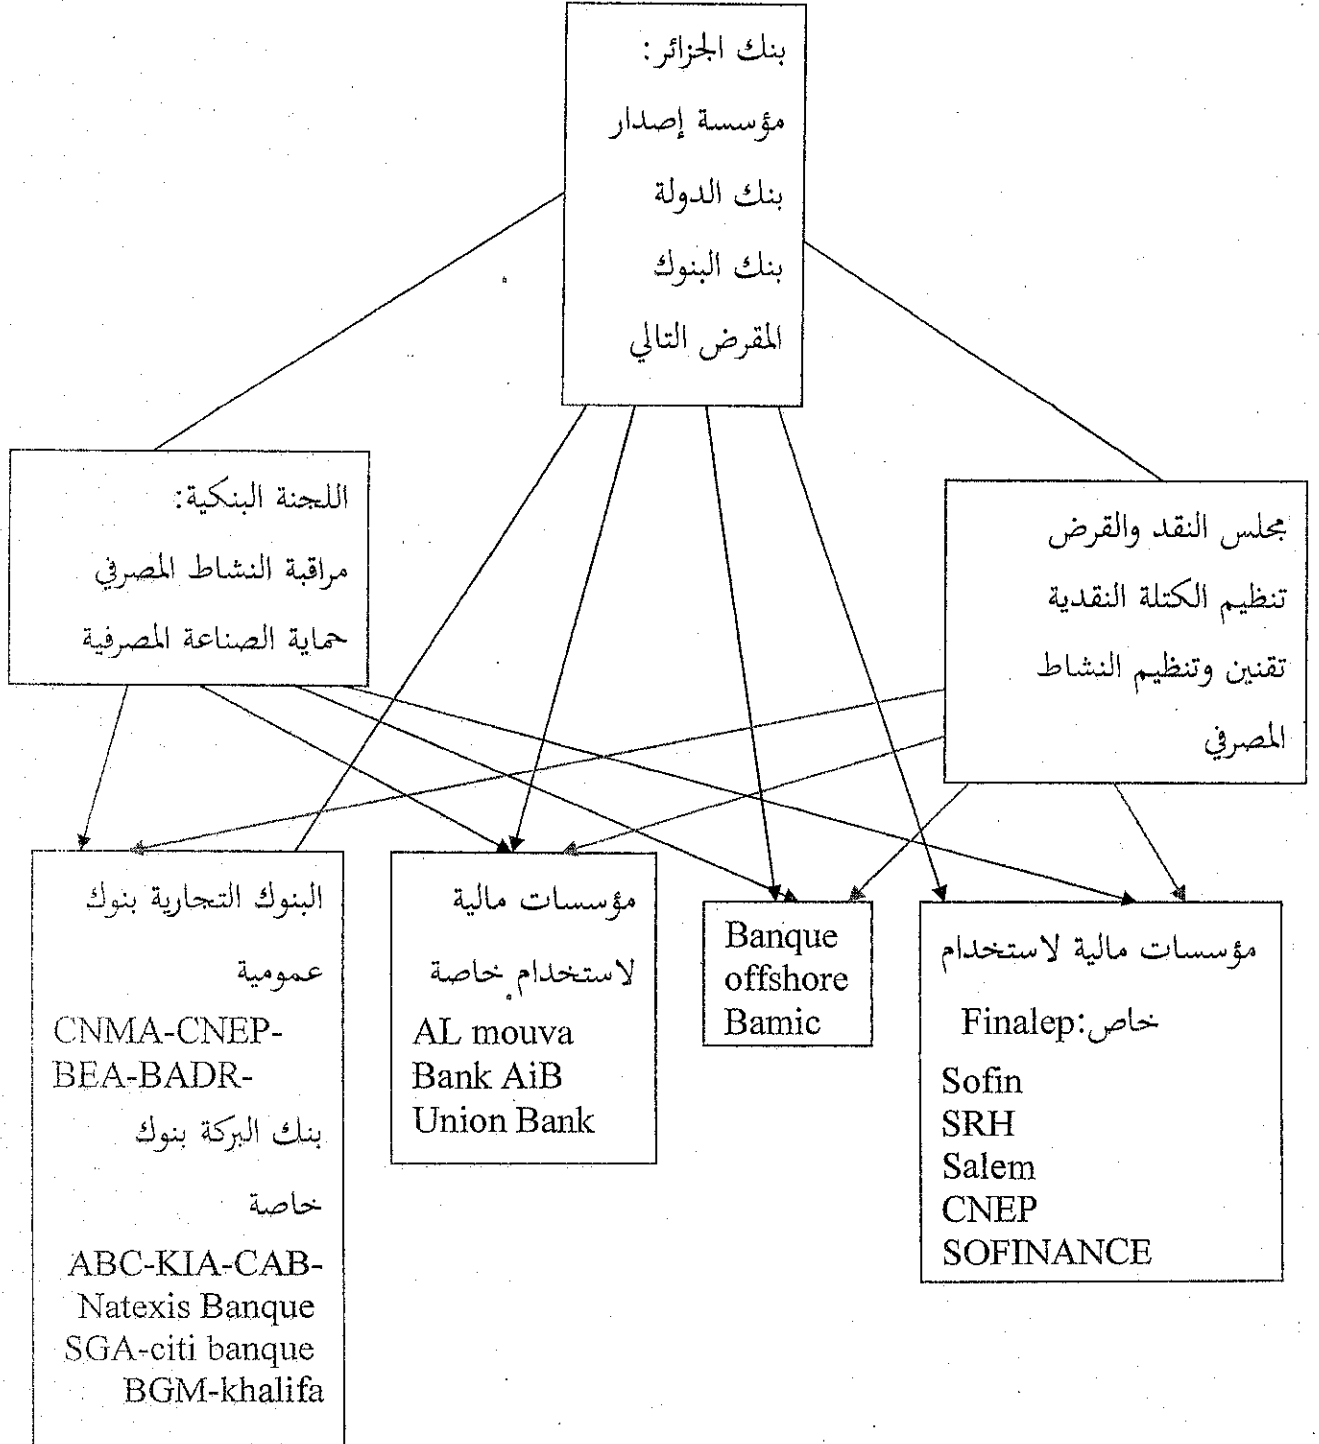 بنك الجزائر:
مؤسسة إصدار
بنك الدولة
بنك البنوك
المقرض التالي
اللجنة البنكية:
مراقبة النشاط المصرفي
حماية الصناعة المصرفية
مجلس النقد والقرض
تنظيم الكتلة النقدية
تقنين وتنظيم النشاط
المصرفي
البنوك التجارية بنوك
عمومية
CNMA-CNEP-
BEA-BADR-
بنك البركة بنوك
خاصة
ABC-KIA-CAB-
Natexis Banque
SGA-citi banque
BGM-khalifa
مؤسسات مالية
لاستخدام خاصة
AL mouva
Bank AiB
Union Bank
Banque
offshore
Bamic
مؤسسات مالية لاستخدام
خاص:Finalep
Sofin
SRH
Salem
CNEP
SOFINANCE